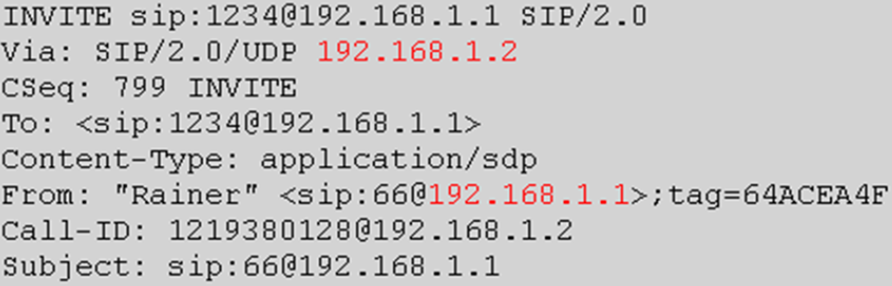 INVITE sip:1234@192.168.1.1 SIP/2.0
Via: SIP/2.0/UDP 192.168.1.2
CSeq: 799 INVITE
To: <sip:1234@192.168.1.1>
Content-Type: application/sdp
From: "Rainer" <sip:66@192.168.1.1>;tag=64ACEA4F
Call-ID: 1219380128@192.168.1.2
Subject: sip:66@192.168.1.1